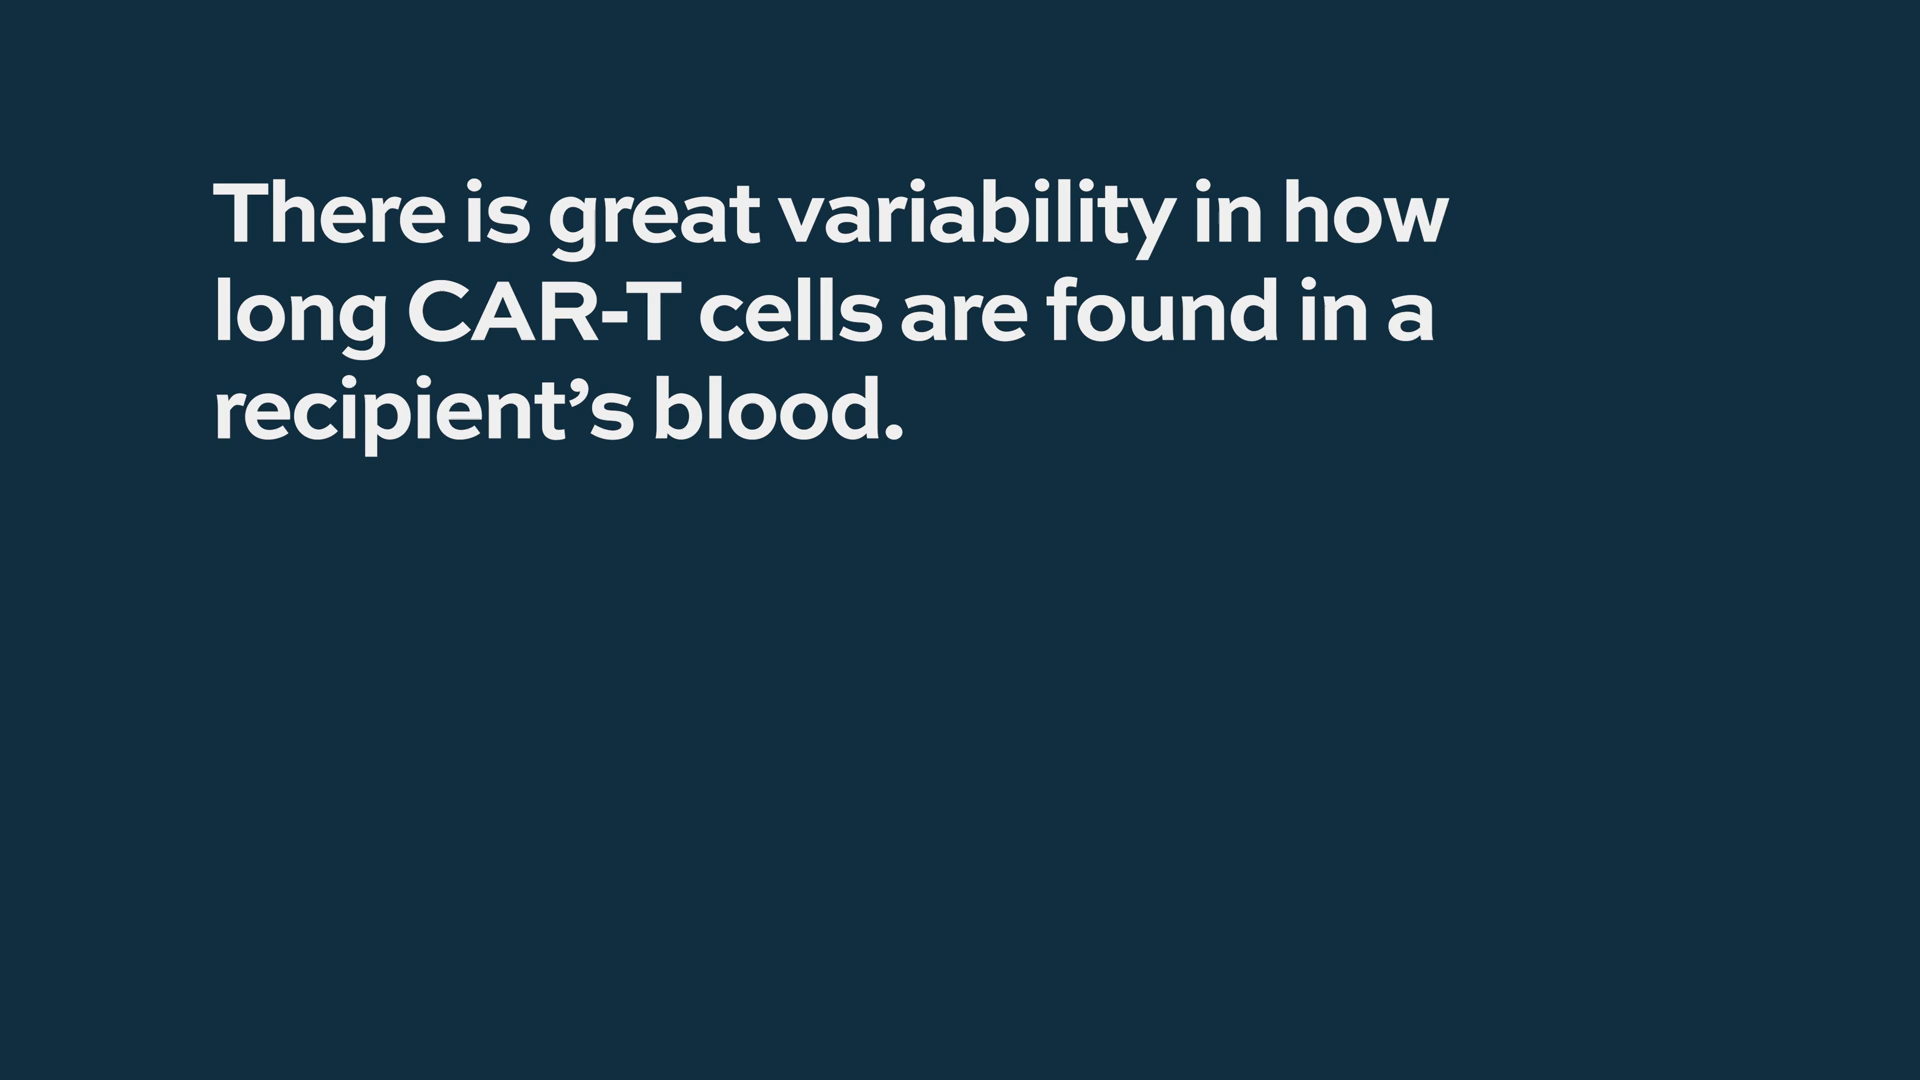 There is great variability in how
long CAR-T cells are found in a
recipient’s blood.